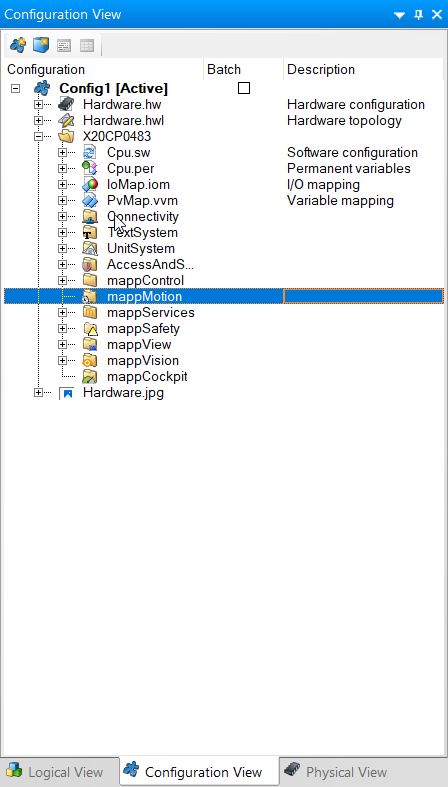 Configuration View
Configuration Batch Description
Config1 [Active]
Hardware.hw Hardware configuration
Hardware.hwl Hardware topology
X20CP0483
Cpu.sw Software configuration
Cpu.per Permanent variables
IoMap.iom I/O mapping
PvMap.vvm Variable mapping
Connectivity
TextSystem
UnitSystem
AccessAndS...
mappControl
mappMotion
mappServices
mappSafety
mappView
mappVision
mappCockpit
Hardware.jpg
Logical View Configuration View Physical View